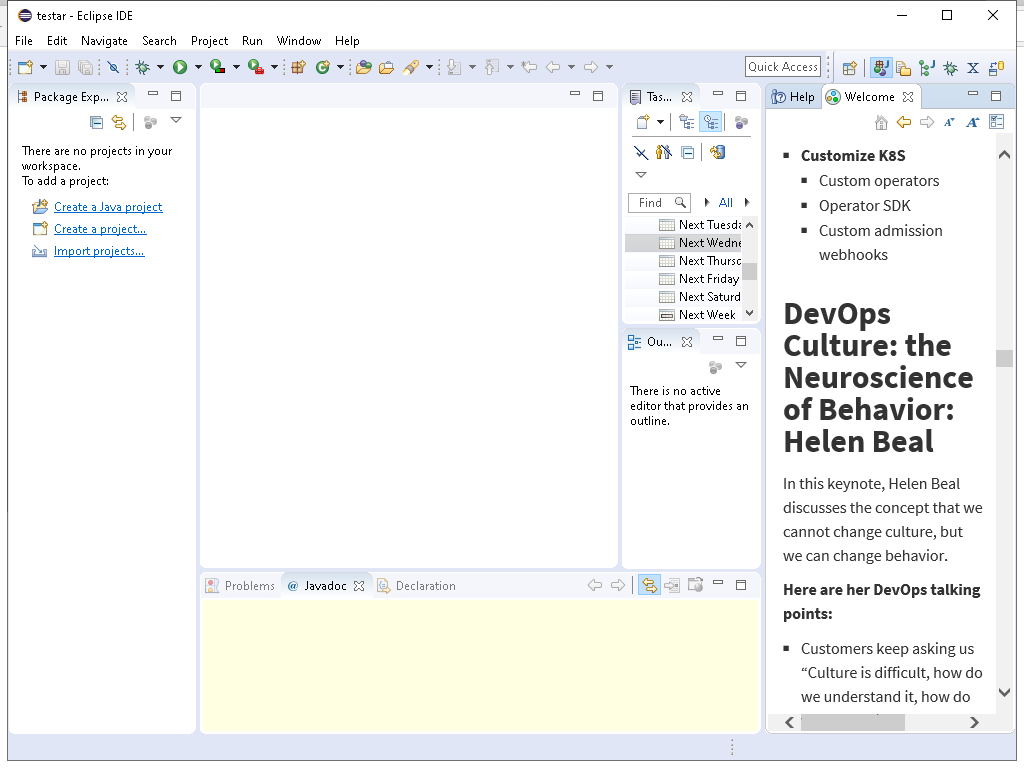 testar - Eclipse IDE
File Edit Navigate Search Project Run Window Help
Quick Access
Package Exp...
There are no projects in your
workspace.
To add a project:
Create a Java project
Create a project...
Import projects...
Tas...
Find
All
Next Tuesda
Next Wedne
Next Thursd
Next Friday
Next Saturd
Next Week
Ou...
There is no active
editor that provides an
outline.
Problems
@ Javadoc
Declaration
Help
Welcome
Customize K8S
Custom operators
Operator SDK
Custom admission
webhooks
DevOps
Culture: the
Neuroscience
of Behavior:
Helen Beal
In this keynote, Helen Beal
discusses the concept that we
cannot change culture, but
we can change behavior.
Here are her DevOps talking
points:
Customers keep asking us
“Culture is difficult, how do
we understand it, how do